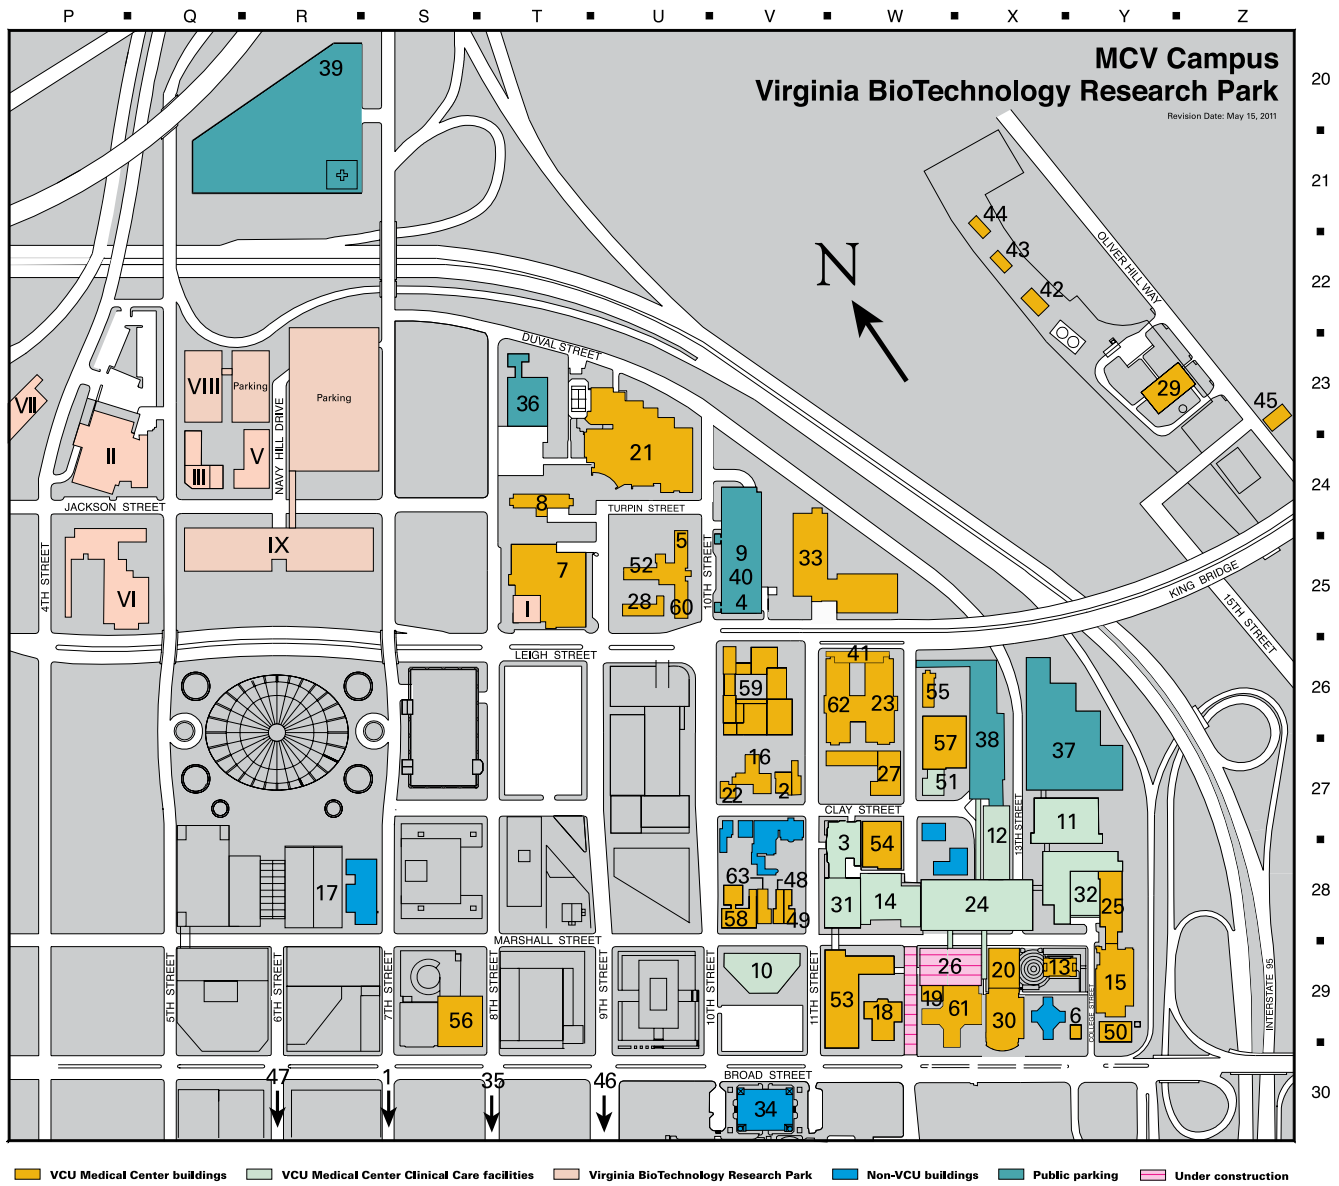 P ■ Q ■ R ■ S ■ T ■ U ■ V ■ W ■ X ■ Y ■ Z
MCV Campus
Virginia BioTechnology Research Park
Revision Date: May 15, 2011
20
■
21
■
22
■
23
■
24
■
25
■
26
■
27
■
28
■
29
■
30
39
44
43
42
OLIVER HILL WAY
N
29
45
DUVAL STREET
VII
VIII
Parking
Parking
NAVY HILL DRIVE
II
III
V
36
21
JACKSON STREET
8
TURPIN STREET
4TH STREET
IX
VI
7
I
5
52
28
60
10TH STREET
9
40
4
33
KING BRIDGE
15TH STREET
LEIGH STREET
59
41
62
23
55
57
38
37
16
22
2
27
51
CLAY STREET
13TH STREET
11
12
3
54
17
63
48
58
49
31
14
24
32
25
MARSHALL STREET
5TH STREET
6TH STREET
7TH STREET
8TH STREET
9TH STREET
10TH STREET
11TH STREET
COLLEGE STREET
INTERSTATE 95
56
10
53
18
26
19
61
20
30
13
6
15
50
BROAD STREET
47
1
35
46
34
VCU Medical Center buildings
VCU Medical Center Clinical Care facilities
Virginia BioTechnology Research Park
Non-VCU buildings
Public parking
Under construction